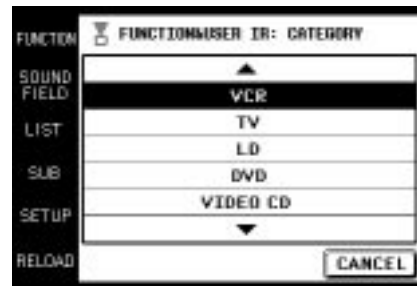 FUNCTION
SOUND
FIELD
LIST
SUB
SETUP
RELOAD
FUNCTION&USER IR: CATEGORY
VCR
TV
LD
DVD
VIDEO CD
CANCEL